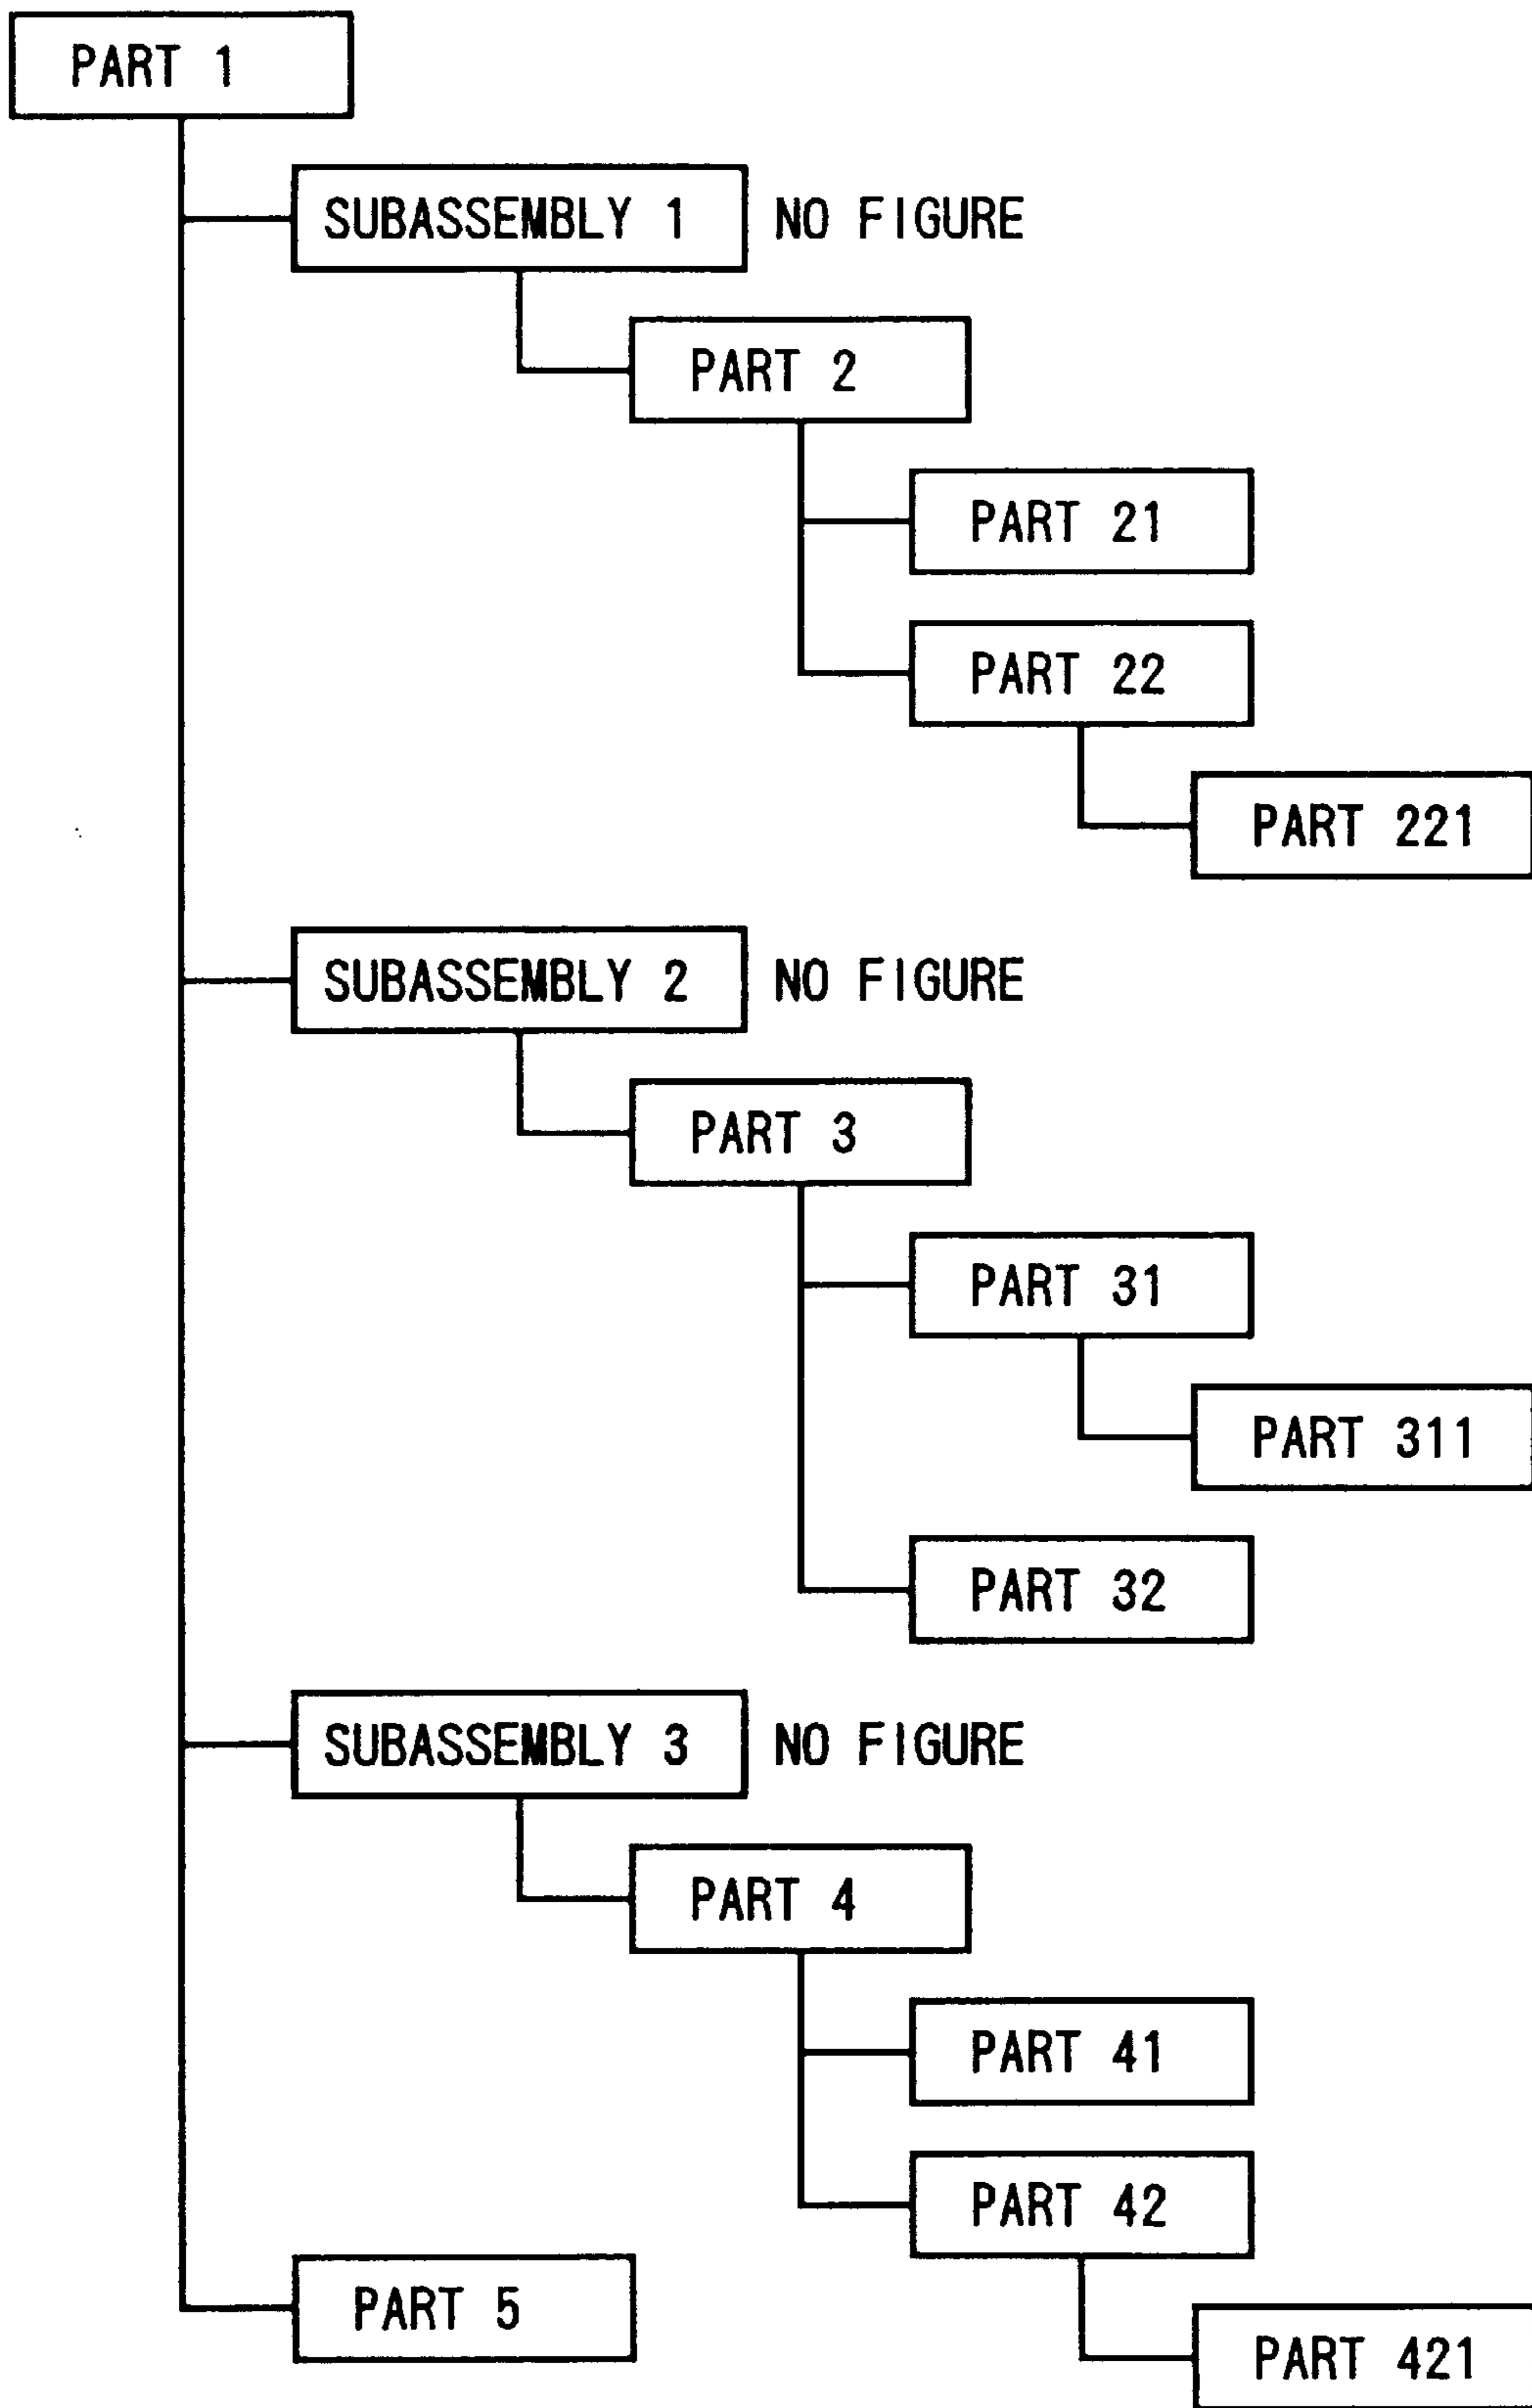 PART 1
SUBASSEMBLY 1 NO FIGURE
PART 2
PART 21
PART 22
PART 221
SUBASSEMBLY 2 NO FIGURE
PART 3
PART 31
PART 311
PART 32
SUBASSEMBLY 3 NO FIGURE
PART 4
PART 41
PART 42
PART 5
PART 421